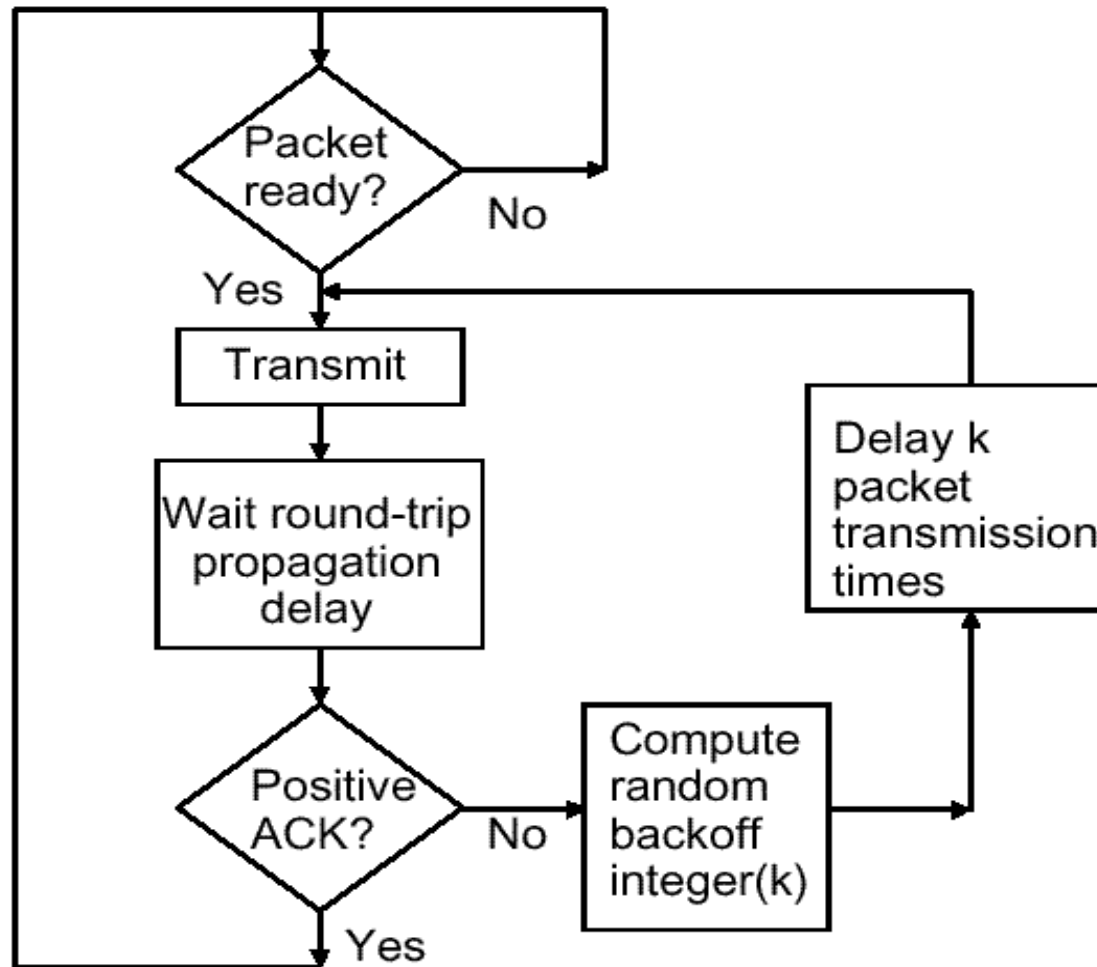 Packet
ready?
No
Yes
Transmit
Wait round-trip
propagation
delay
Delay k
packet
transmission
times
Positive
ACK?
No
Compute
random
backoff
integer(k)
Yes